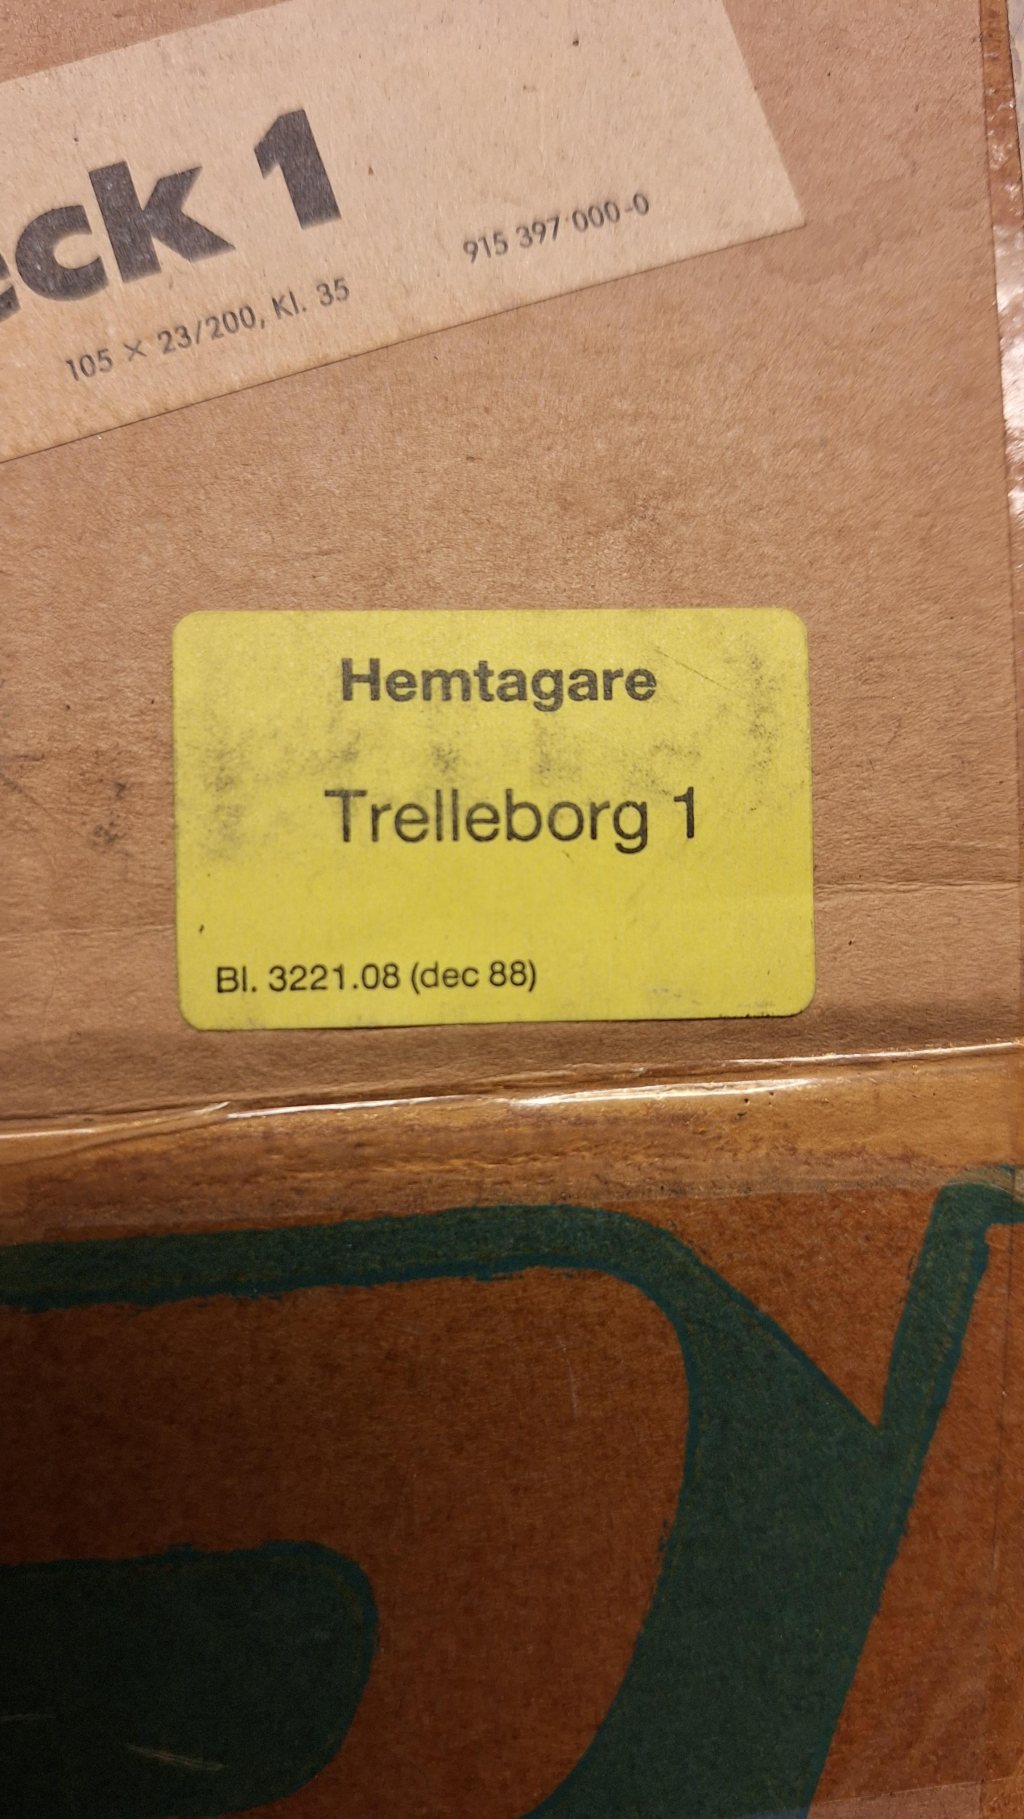 eck 1
105 × 23/200, Kl. 35
915 397 000-0
Hemtagare
Trelleborg 1
Bl. 3221.08 (dec 88)